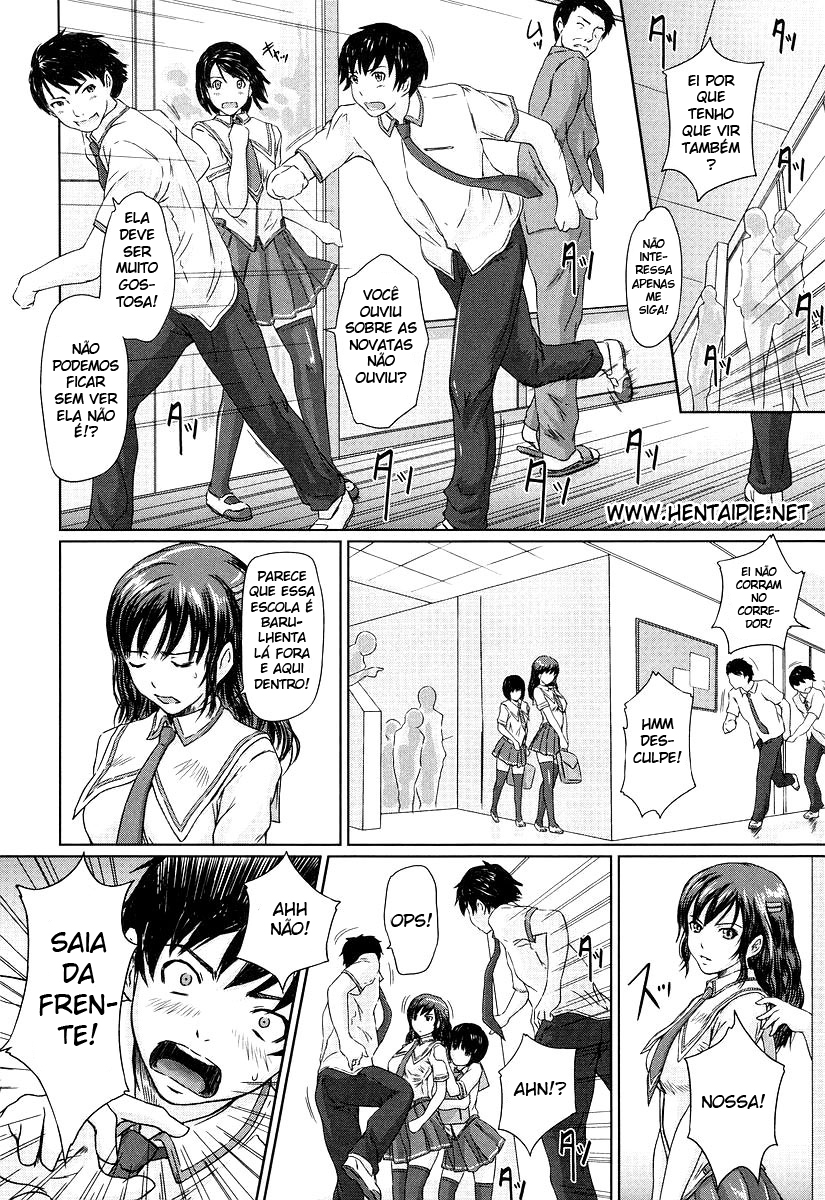 EI POR
QUE
TENHO
QUE VIR
TAMBÉM
?
NÃO
INTE-
RESSA
APENAS
ME
SIGA!
VOCÊ
OUVIU
SOBRE AS
NOVATAS
NÃO
OUVIU?
ELA
DEVE
SER
MUITO
GOS-
TOSA!
NÃO
PODEMOS
FICAR
SEM VER
ELA NÃO
É!?
WWW.HENTAIPIE.NET
PARECE
QUE ESSA
ESCOLA É
BARU-
LHENTA
LÁ FORA
E AQUI
DENTRO!
EI NÃO
CORRAM
NO
CORRE-
DOR!
HMM
DES-
CULPE!
SAIA
DA
FREN-
TE!
AHH
NÃO!
OPS!
AHN!?
NOSSA!